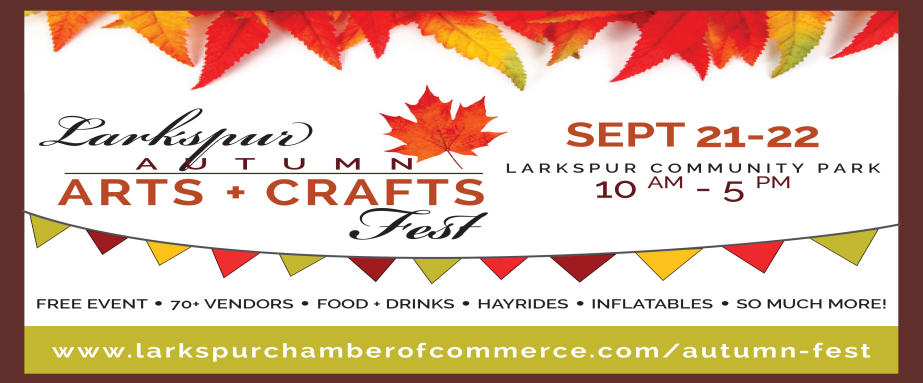 Larkspur
AUTUMN
ARTS + CRAFTS
Fest
SEPT 21-22
LARKSPUR COMMUNITY PARK
10 AM - 5 PM
FREE EVENT • 70+ VENDORS • FOOD + DRINKS • HAYRIDES • INFLATABLES • SO MUCH MORE!
www.larkspurchamberofcommerce.com/autumn-fest